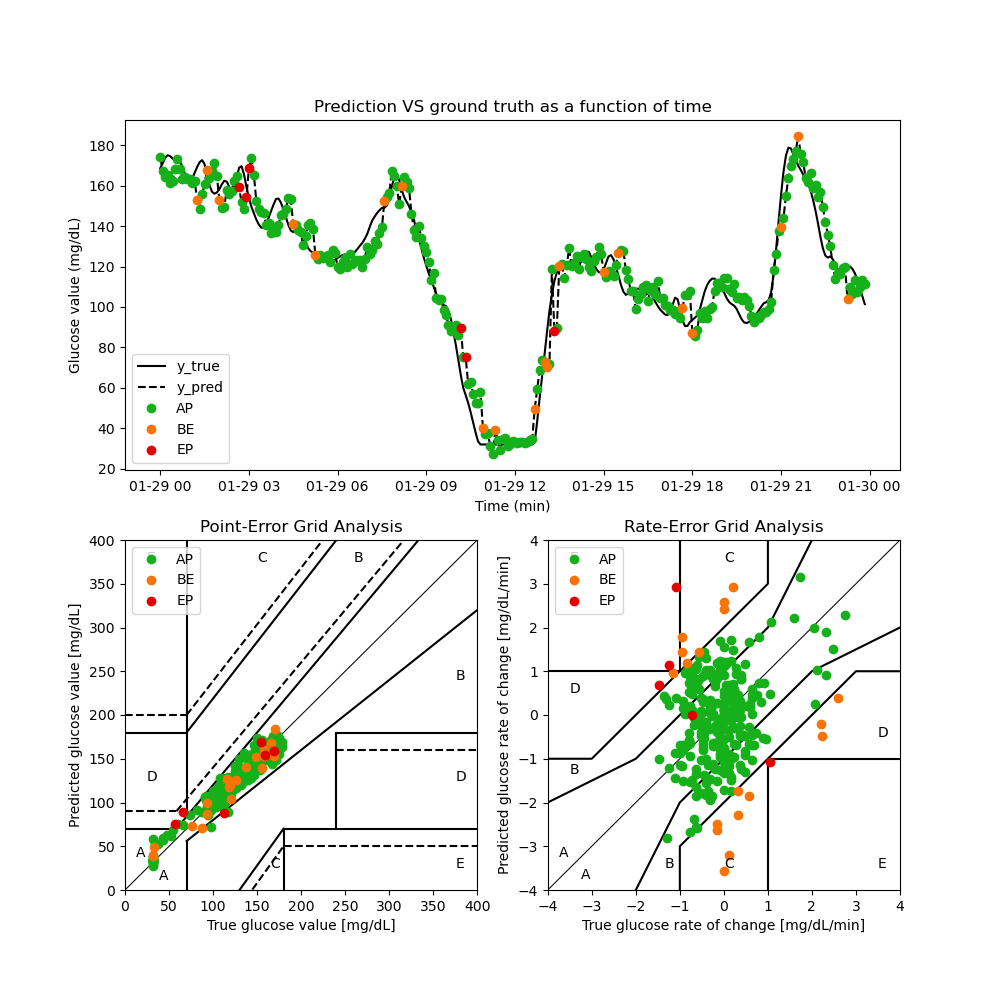 Prediction VS ground truth as a function of time
Glucose value (mg/dL)
180
160
140
120
100
80
60
40
20
y_true
y_pred
AP
BE
EP
01-29 00 01-29 03 01-29 06 01-29 09 01-29 12 01-29 15 01-29 18 01-29 21 01-30 00
Time (min)
Point-Error Grid Analysis
Predicted glucose value [mg/dL]
400
350
300
250
200
150
100
50
0
AP
BE
EP
C
B
B
D
D
A
A
C
E
0 50 100 150 200 250 300 350 400
True glucose value [mg/dL]
Rate-Error Grid Analysis
Predicted glucose rate of change [mg/dL/min]
4
3
2
1
0
−1
−2
−3
−4
AP
BE
EP
C
D
D
B
A
A
B
C
E
−4 −3 −2 −1 0 1 2 3 4
True glucose rate of change [mg/dL/min]